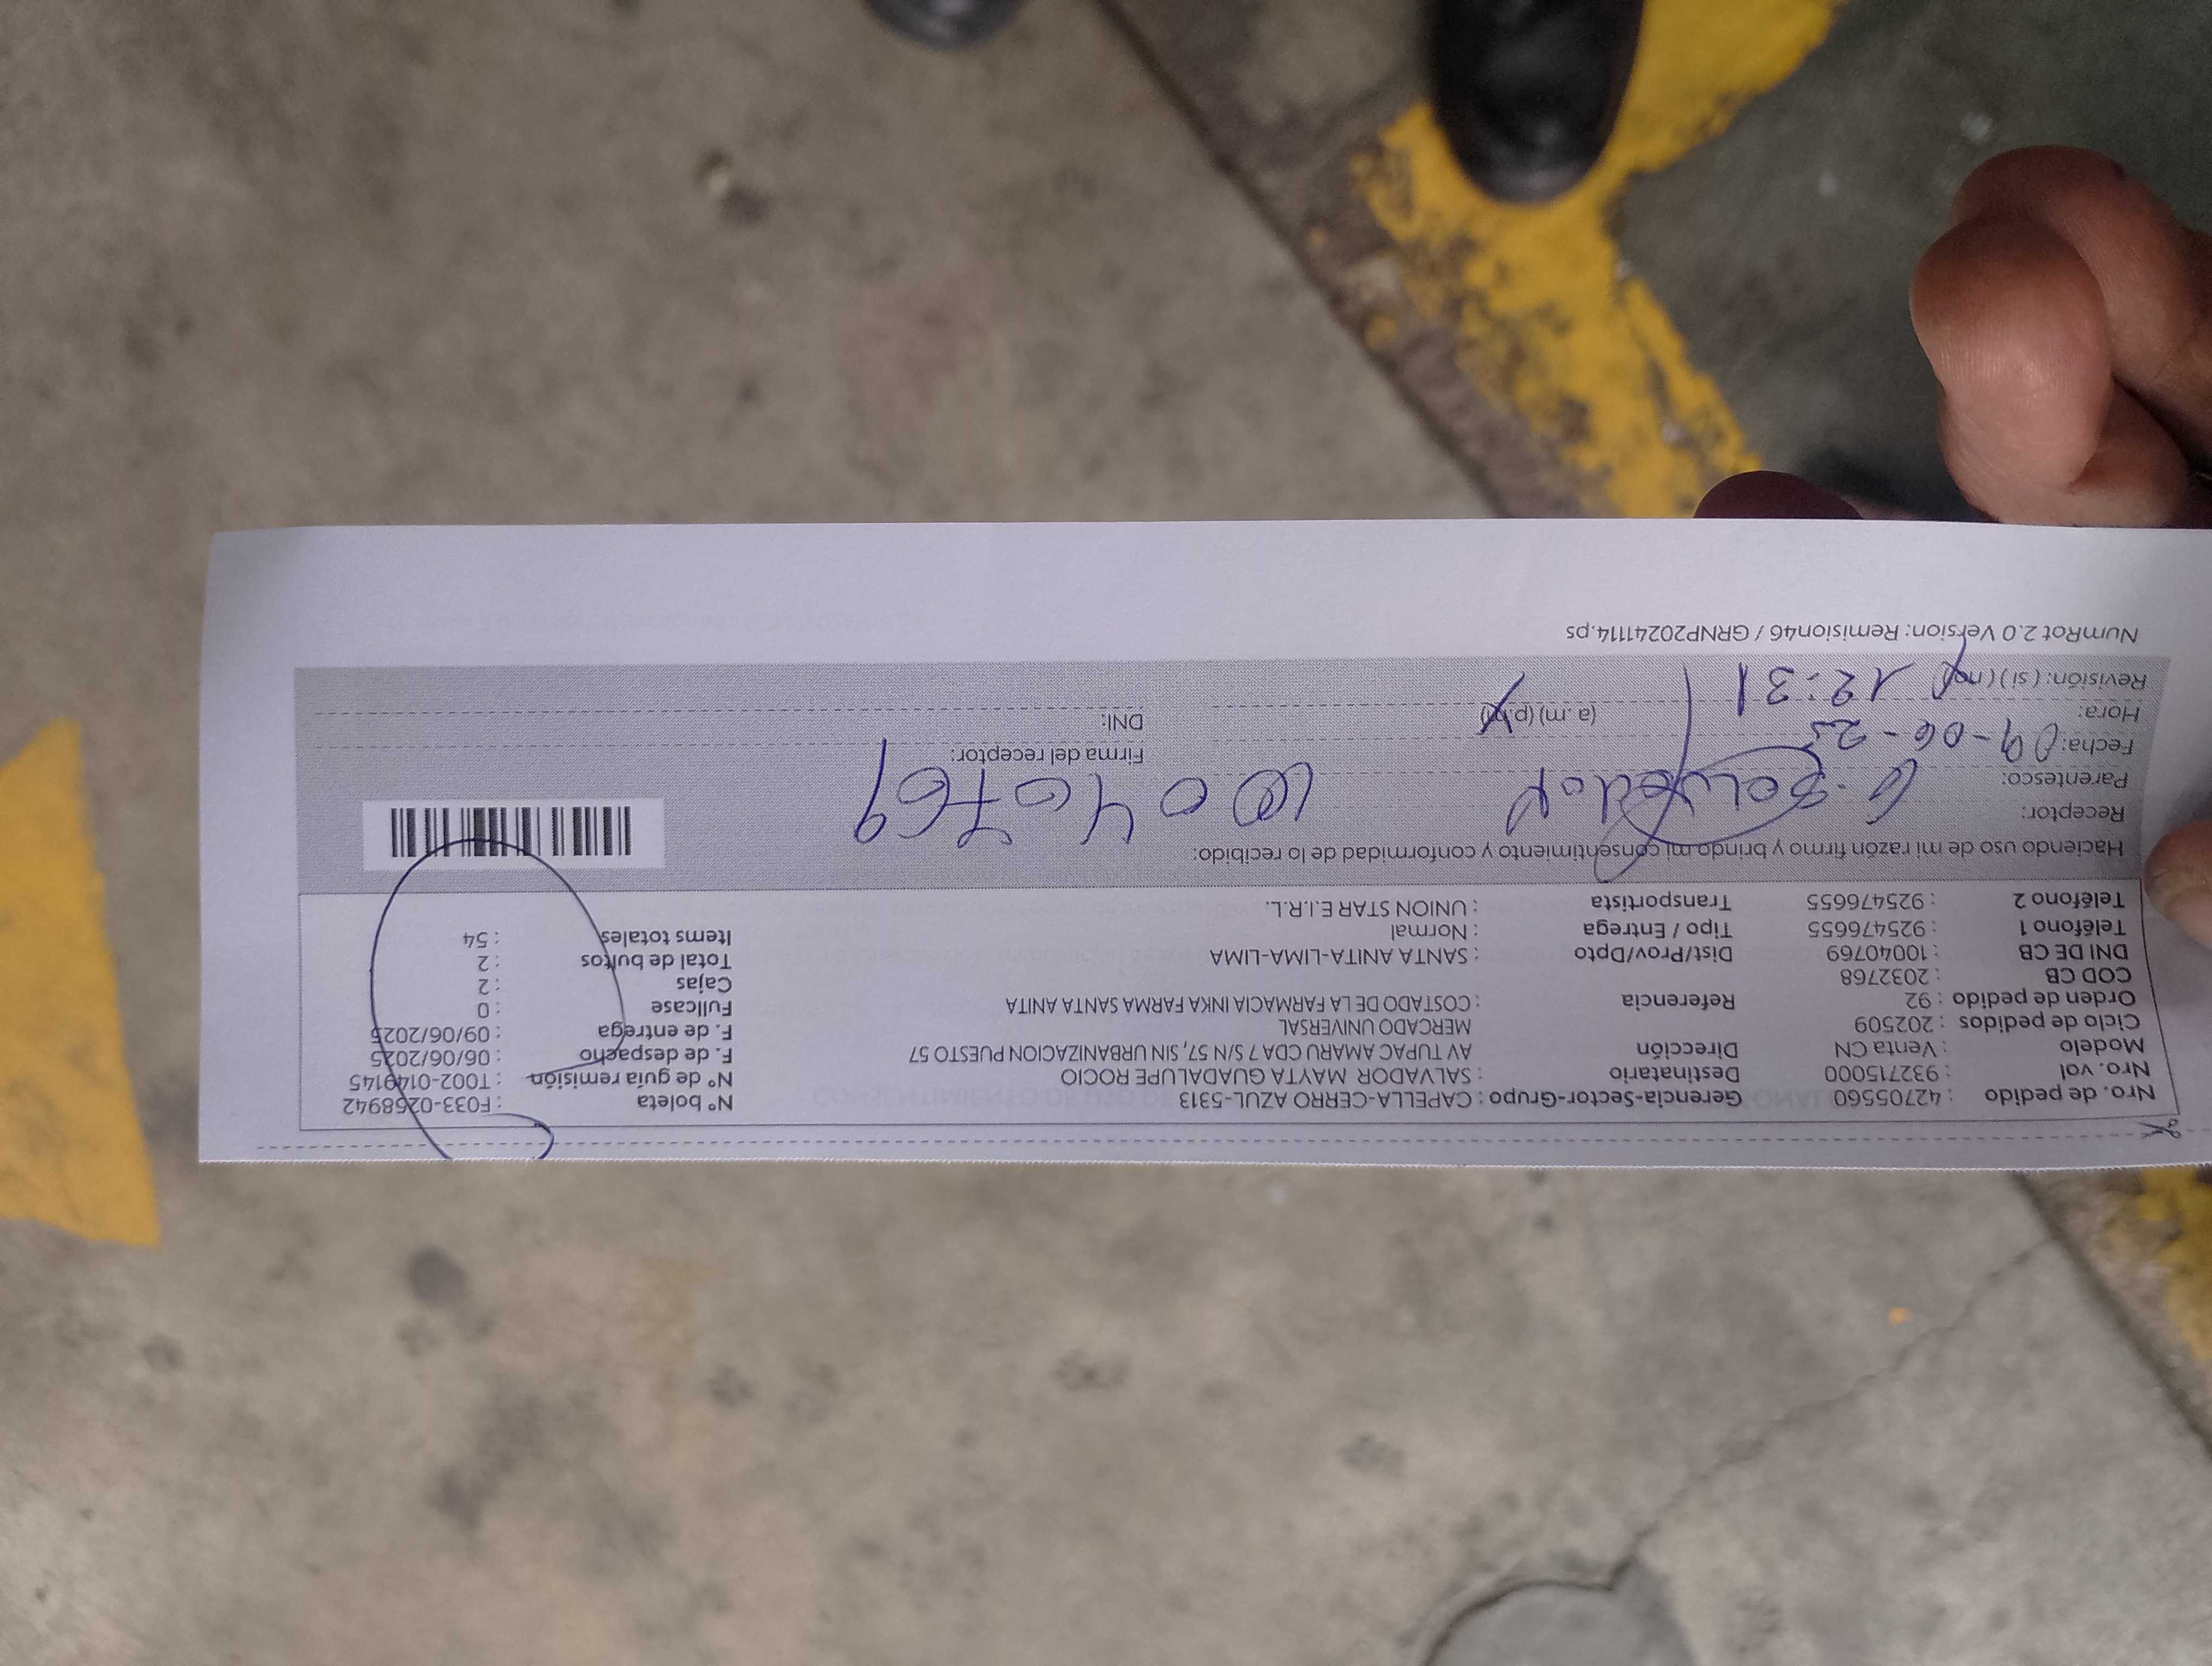 Nro. de pedido : 42705560 Gerencia-Sector-Grupo : CAPELLA-CERRO AZUL-5313 N° boleta : F033-0258942
Nro. vol. : 932715000 Destinatario : SALVADOR MAYTA GUADALUPE ROCIO N° de guía remisión : T002-0149145
Modelo : Venta CN Dirección AV TUPAC AMARU CDA 7 S/N 57, SIN URBANIZACION PUESTO 57 F. de despacho : 06/06/2025
Ciclo de pedidos : 202509 MERCADO UNIVERSAL F. de entrega : 09/06/2025
Orden de pedido : 92 Referencia : COSTADO DE LA FARMACIA INKA FARMA SANTA ANITA Fullcase : 0
COD CB : 2032768 Cajas : 2
DNI DE CB : 10040769 Dist/Prov/Dpto : SANTA ANITA-LIMA-LIMA Total de bultos : 2
Teléfono 1 : 925476655 Tipo / Entrega : Normal Items totales : 54
Teléfono 2 : 925476655 Transportista : UNION STAR E.I.R.L.
Haciendo uso de mi razón firmo y brindo mi consentimiento y conformidad de lo recibido:
Receptor:
Parentesco: Firma del receptor:
Fecha: 09-06-25
Hora: 12:31 (a.m) (p.m) DNI:
Revisión: (si) (no)
NumRot 2.0 Version: Remision46 / GRNP20241114.ps